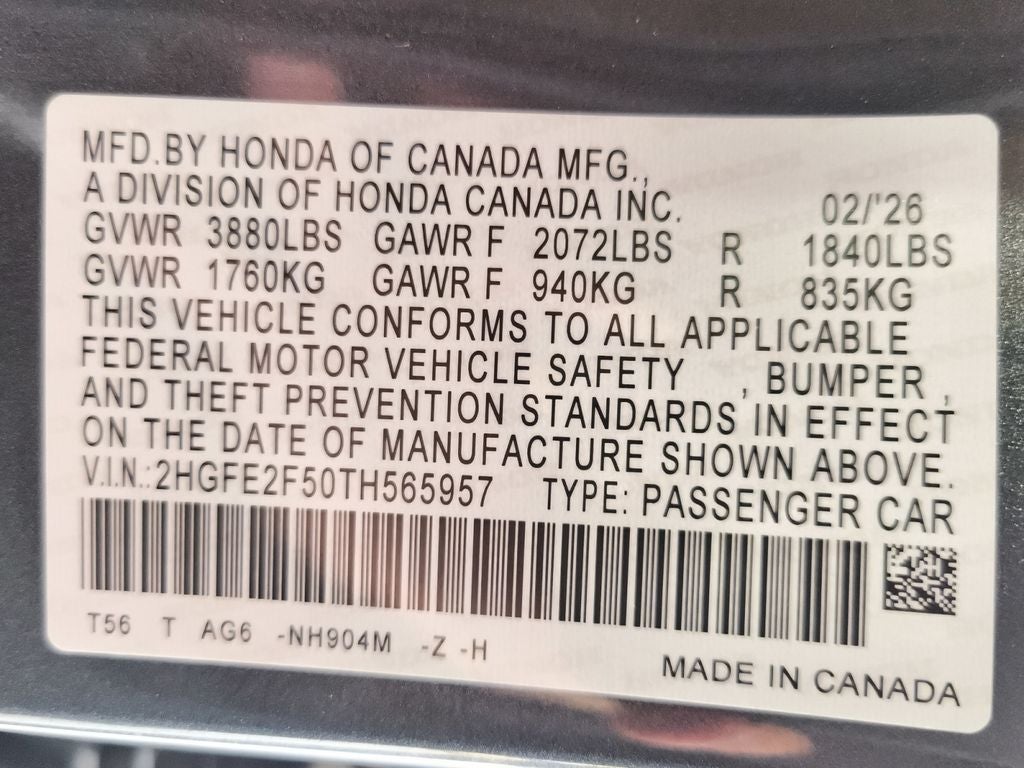 MFD.BY HONDA OF CANADA MFG.,
A DIVISION OF HONDA CANADA INC. 02/'26
GVWR 3880LBS GAWR F 2072LBS R 1840LBS
GVWR 1760KG GAWR F 940KG R 835KG
THIS VEHICLE CONFORMS TO ALL APPLICABLE
FEDERAL MOTOR VEHICLE SAFETY , BUMPER ,
AND THEFT PREVENTION STANDARDS IN EFFECT
ON THE DATE OF MANUFACTURE SHOWN ABOVE.
V.I.N.:2HGFE2F50TH565957 TYPE: PASSENGER CAR
T56 T AG6 -NH904M -Z -H
MADE IN CANADA